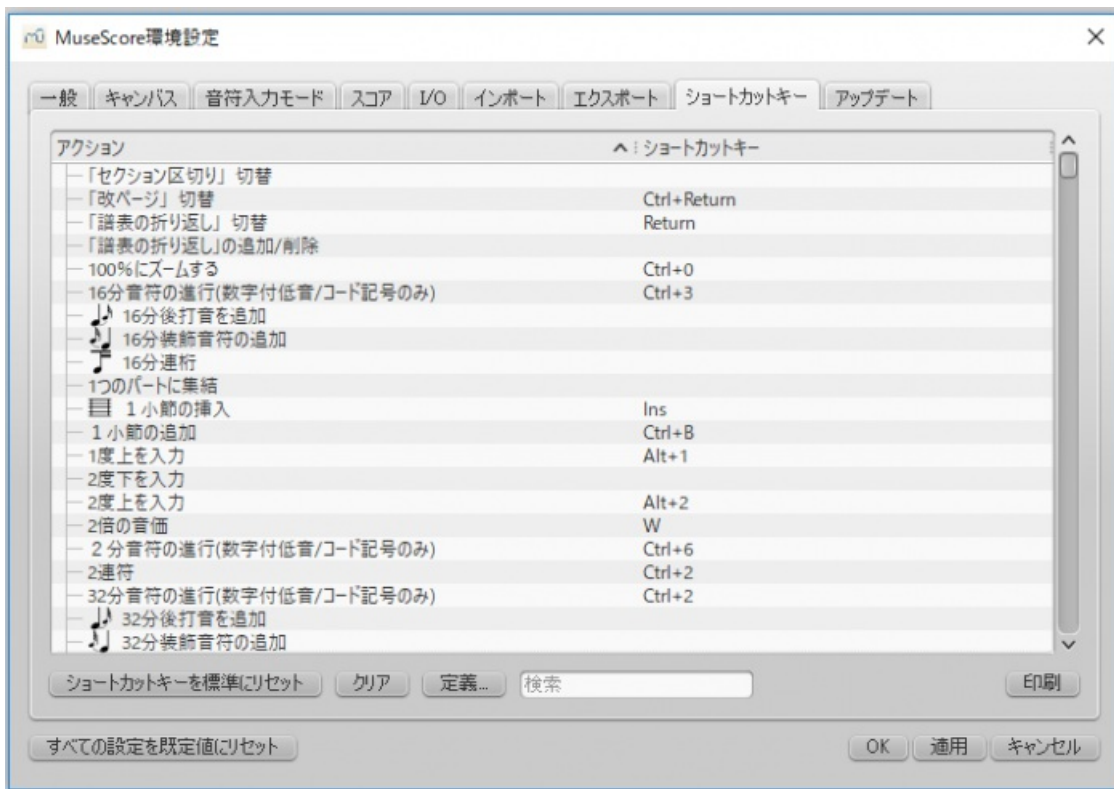 MuseScore環境設定
一般 キャンバス 音符入力モード スコア I/O インポート エクスポート ショートカットキー アップデート
アクション ショートカットキー
「セクション区切り」切替
「改ページ」切替 Ctrl+Return
「譜表の折り返し」切替 Return
「譜表の折り返し」の追加/削除
100%にズームする Ctrl+0
16分音符の進行(数字付低音/コード記号のみ) Ctrl+3
16分後打音を追加
16分装飾音符の追加
16分連桁
1つのパートに集結
1小節の挿入 Ins
1小節の追加 Ctrl+B
1度上を入力 Alt+1
2度下を入力
2度上を入力 Alt+2
2倍の音価 W
2分音符の進行(数字付低音/コード記号のみ) Ctrl+6
2連符 Ctrl+2
32分音符の進行(数字付低音/コード記号のみ) Ctrl+2
32分後打音を追加
32分装飾音符の追加
ショートカットキーを標準にリセット クリア 定義... 検索 印刷
すべての設定を既定値にリセット OK 適用 キャンセル